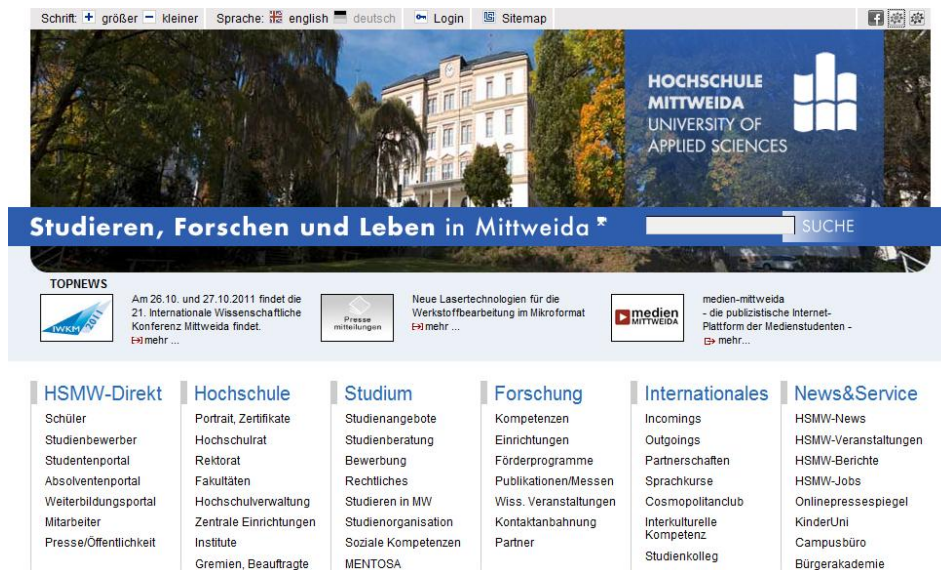 Schrift: + größer − kleiner Sprache: english deutsch Login Sitemap
HOCHSCHULE
MITTWEIDA
UNIVERSITY OF
APPLIED SCIENCES
Studieren, Forschen und Leben in Mittweida SUCHE
TOPNEWS
IWKM 2011
Am 26.10. und 27.10.2011 findet die
21. Internationale Wissenschaftliche
Konferenz Mittweida findet.
mehr ...
Presse
mitteilungen
Neue Lasertechnologien für die
Werkstoffbearbeitung im Mikroformat
mehr ...
medien
MITTWEIDA
medien-mittweida
- die publizistische Internet-
Plattform der Medienstudenten -
mehr...
HSMW-Direkt
Schüler
Studienbewerber
Studentenportal
Absolventenportal
Weiterbildungsportal
Mitarbeiter
Presse/Öffentlichkeit
Hochschule
Portrait, Zertifikate
Hochschulrat
Rektorat
Fakultäten
Hochschulverwaltung
Zentrale Einrichtungen
Institute
Gremien, Beauftragte
Studium
Studienangebote
Studienberatung
Bewerbung
Rechtliches
Studieren in MW
Studienorganisation
Soziale Kompetenzen
MENTOSA
Forschung
Kompetenzen
Einrichtungen
Förderprogramme
Publikationen/Messen
Wiss. Veranstaltungen
Kontaktanbahnung
Partner
Internationales
Incomings
Outgoings
Partnerschaften
Sprachkurse
Cosmopolitanclub
Interkulturelle
Kompetenz
Studienkolleg
News&Service
HSMW-News
HSMW-Veranstaltungen
HSMW-Berichte
HSMW-Jobs
Onlinepressespiegel
KinderUni
Campusbüro
Bürgerakademie